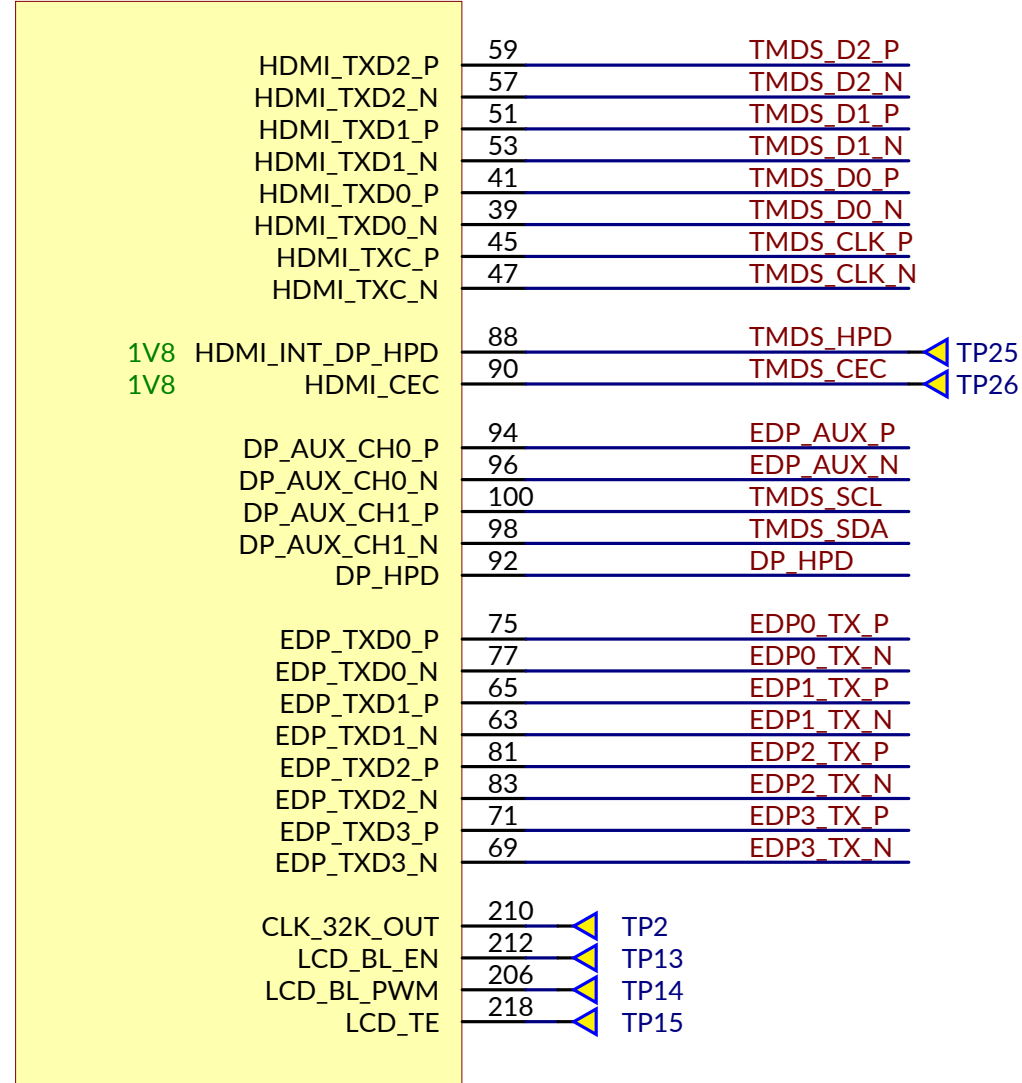 HDMI_TXD2_P 59 TMDS_D2_P
HDMI_TXD2_N 57 TMDS_D2_N
HDMI_TXD1_P 51 TMDS_D1_P
HDMI_TXD1_N 53 TMDS_D1_N
HDMI_TXD0_P 41 TMDS_D0_P
HDMI_TXD0_N 39 TMDS_D0_N
HDMI_TXC_P 45 TMDS_CLK_P
HDMI_TXC_N 47 TMDS_CLK_N
1V8 HDMI_INT_DP_HPD 88 TMDS_HPD TP25
1V8 HDMI_CEC 90 TMDS_CEC TP26
DP_AUX_CH0_P 94 EDP_AUX_P
DP_AUX_CH0_N 96 EDP_AUX_N
DP_AUX_CH1_P 100 TMDS_SCL
DP_AUX_CH1_N 98 TMDS_SDA
DP_HPD 92 DP_HPD
EDP_TXD0_P 75 EDP0_TX_P
EDP_TXD0_N 77 EDP0_TX_N
EDP_TXD1_P 65 EDP1_TX_P
EDP_TXD1_N 63 EDP1_TX_N
EDP_TXD2_P 81 EDP2_TX_P
EDP_TXD2_N 83 EDP2_TX_N
EDP_TXD3_P 71 EDP3_TX_P
EDP_TXD3_N 69 EDP3_TX_N
CLK_32K_OUT 210 TP2
LCD_BL_EN 212 TP13
LCD_BL_PWM 206 TP14
LCD_TE 218 TP15